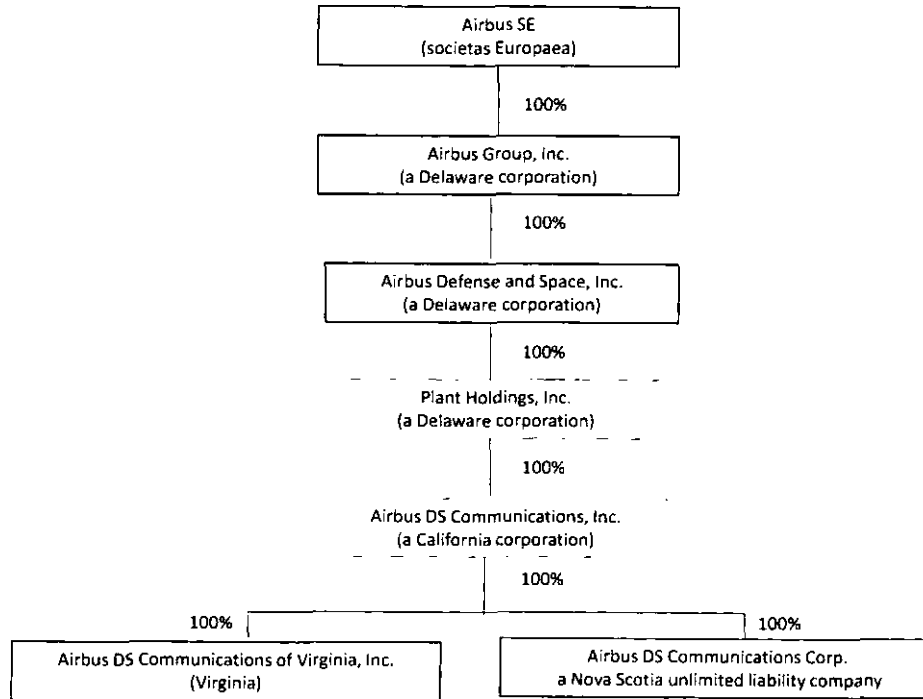 Airbus SE
(societas Europaea)
100%
Airbus Group, Inc.
(a Delaware corporation)
100%
Airbus Defense and Space, Inc.
(a Delaware corporation)
100%
Plant Holdings, Inc.
(a Delaware corporation)
100%
Airbus DS Communications, Inc.
(a California corporation)
100%
100%
100%
Airbus DS Communications of Virginia, Inc.
(Virginia)
Airbus DS Communications Corp.
a Nova Scotia unlimited liability company